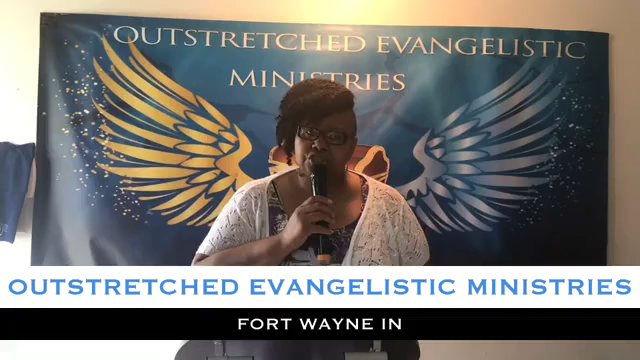 OUTSTRETCHED EVANGELISTIC
MINISTRIES
OUTSTRETCHED EVANGELISTIC MINISTRIES
FORT WAYNE IN